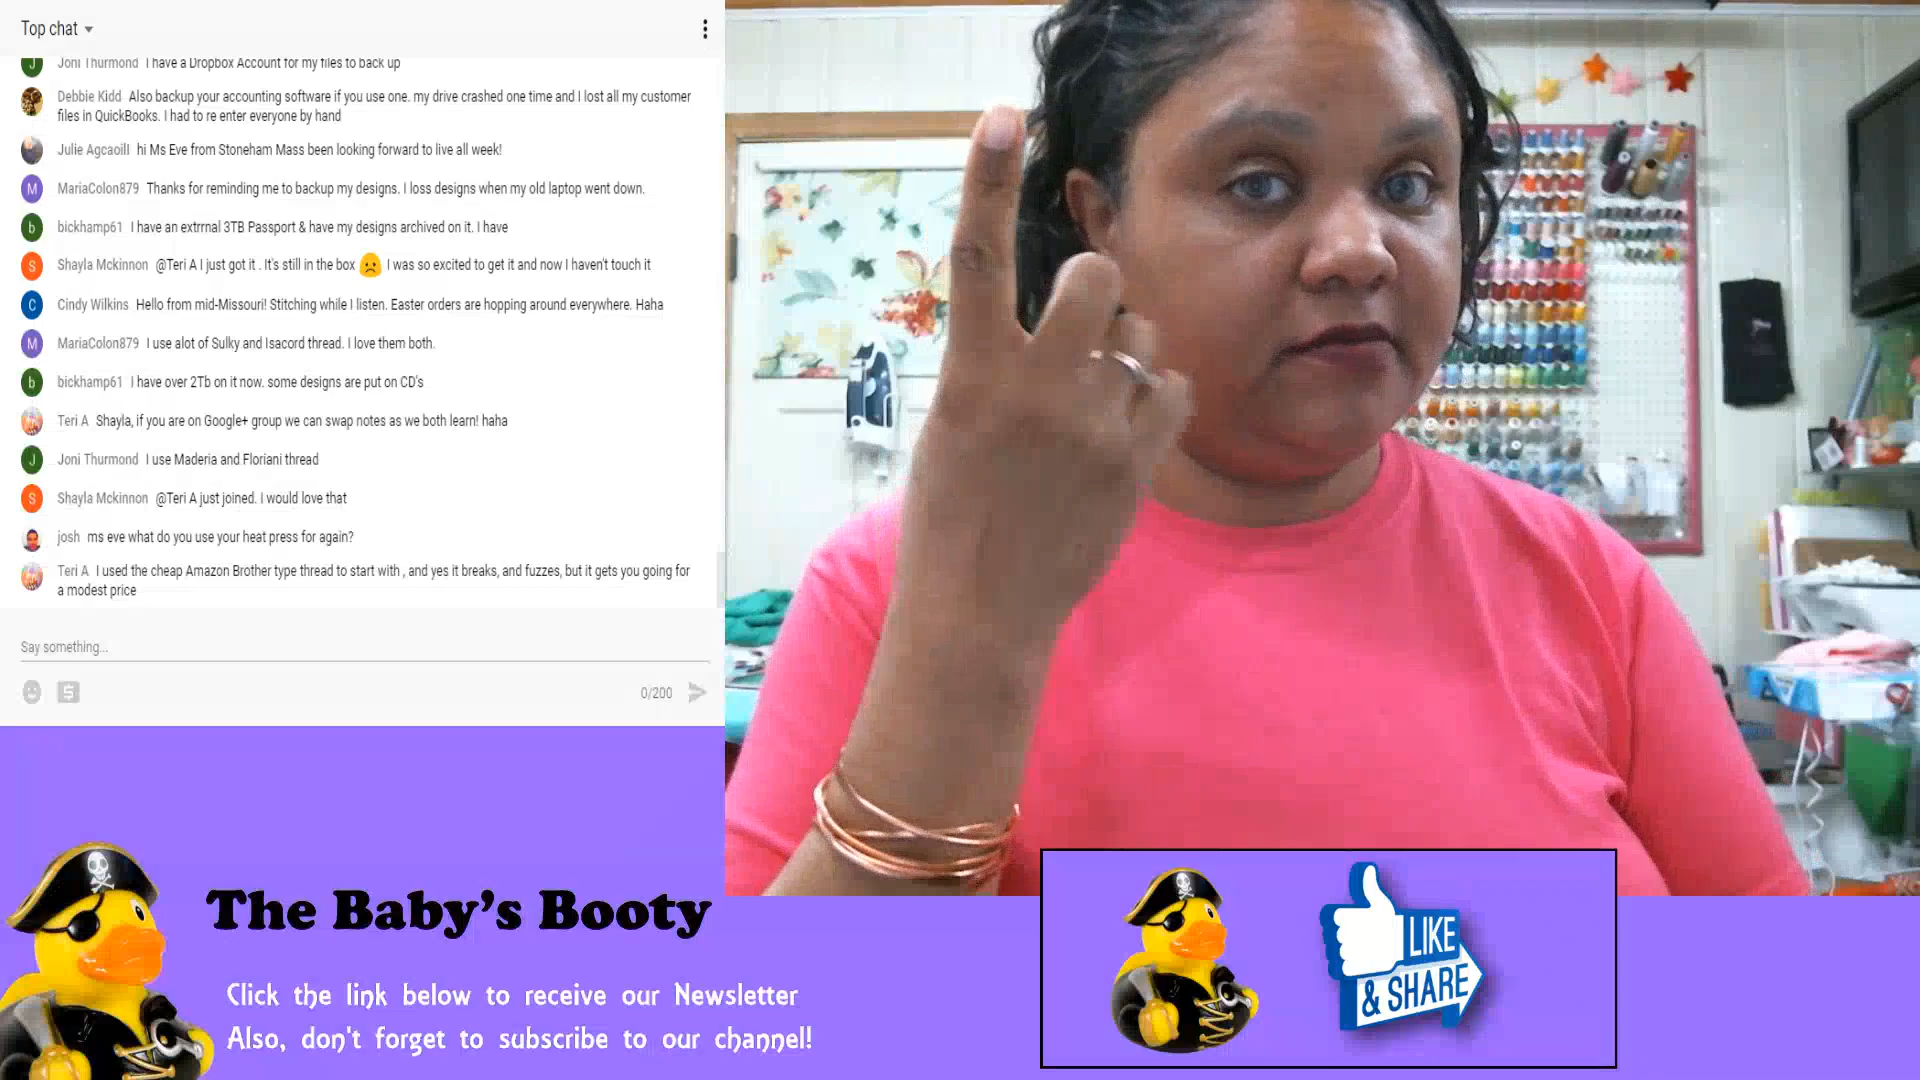 Top chat
J Joni Thurmond I have a Dropbox Account for my files to back up
Debbie Kidd Also backup your accounting software if you use one. my drive crashed one time and I lost all my customer
files in QuickBooks. I had to re enter everyone by hand
Julie Agcaoill hi Ms Eve from Stoneham Mass been looking forward to live all week!
M MariaColon879 Thanks for reminding me to backup my designs. I loss designs when my old laptop went down.
b bickhamp61 I have an extrrnal 3TB Passport & have my designs archived on it. I have
S Shayla Mckinnon @Teri A I just got it . It's still in the box I was so excited to get it and now I haven't touch it
C Cindy Wilkins Hello from mid-Missouri! Stitching while I listen. Easter orders are hopping around everywhere. Haha
M MariaColon879 I use alot of Sulky and Isacord thread. I love them both.
b bickhamp61 I have over 2Tb on it now. some designs are put on CD's
Teri A Shayla, if you are on Google+ group we can swap notes as we both learn! haha
J Joni Thurmond I use Maderia and Floriani thread
S Shayla Mckinnon @Teri A just joined. I would love that
josh ms eve what do you use your heat press for again?
Teri A I used the cheap Amazon Brother type thread to start with , and yes it breaks, and fuzzes, but it gets you going for
a modest price
Say something...
0/200
The Baby's Booty
Click the link below to receive our Newsletter
Also, don't forget to subscribe to our channel!
LIKE
& SHARE